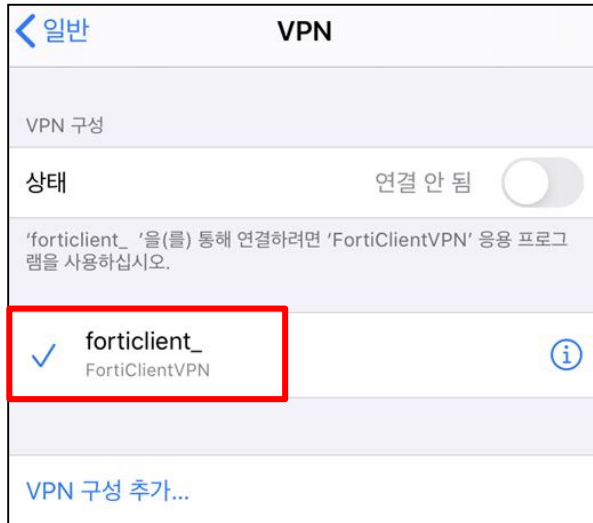 일반
VPN
VPN 구성
상태
연결 안 됨
'forticlient_ '을(를) 통해 연결하려면 'FortiClientVPN' 응용 프로그
램을 사용하십시오.
forticlient_
FortiClientVPN
VPN 구성 추가...